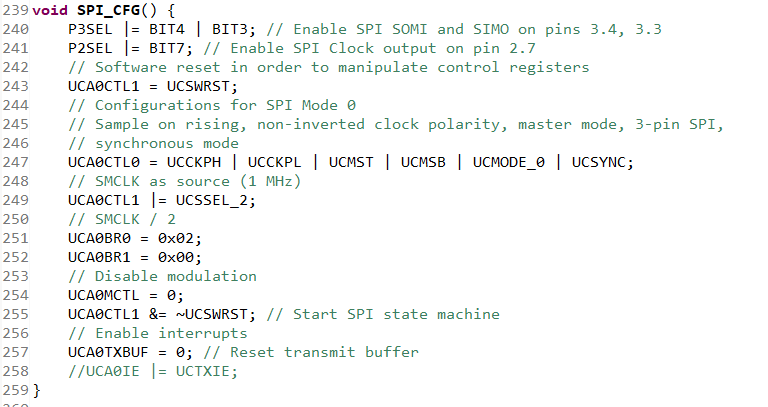 239 void SPI_CFG() {
240     P3SEL |= BIT4 | BIT3; // Enable SPI SOMI and SIMO on pins 3.4, 3.3
241     P2SEL |= BIT7; // Enable SPI Clock output on pin 2.7
242     // Software reset in order to manipulate control registers
243     UCA0CTL1 = UCSWRST;
244     // Configurations for SPI Mode 0
245     // Sample on rising, non-inverted clock polarity, master mode, 3-pin SPI,
246     // synchronous mode
247     UCA0CTL0 = UCCKPH | UCCKPL | UCMST | UCMSB | UCMODE_0 | UCSYNC;
248     // SMCLK as source (1 MHz)
249     UCA0CTL1 |= UCSSEL_2;
250     // SMCLK / 2
251     UCA0BR0 = 0x02;
252     UCA0BR1 = 0x00;
253     // Disable modulation
254     UCA0MCTL = 0;
255     UCA0CTL1 &= ~UCSWRST; // Start SPI state machine
256     // Enable interrupts
257     UCA0TXBUF = 0; // Reset transmit buffer
258     //UCA0IE |= UCTXIE;
259 }